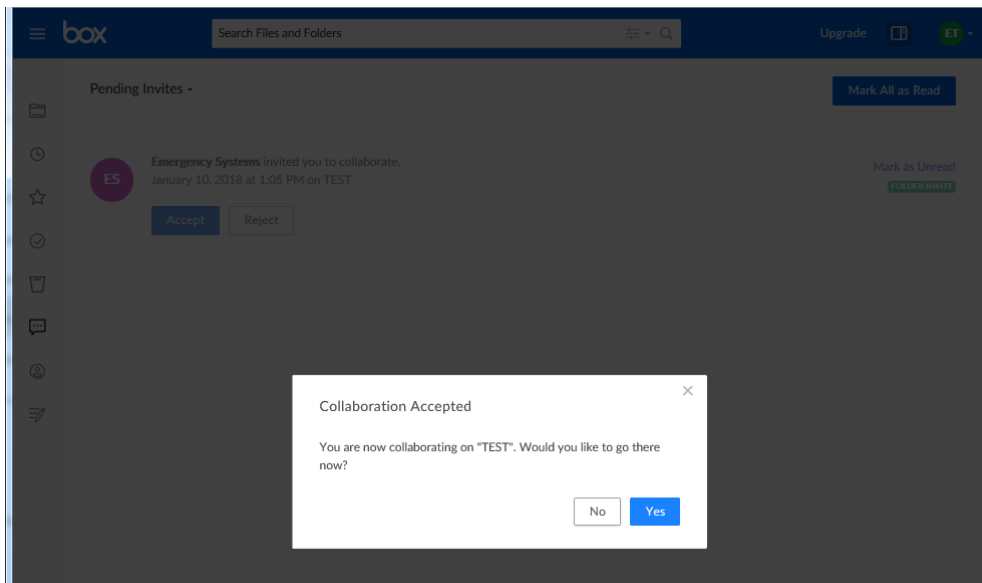 box
Search Files and Folders
Upgrade
ET
Pending Invites
Mark All as Read
ES
Emergency Systems invited you to collaborate.
January 10, 2018 at 1:05 PM on TEST
Mark as Unread
FOLDER INVITE
Accept
Reject
Collaboration Accepted
You are now collaborating on "TEST". Would you like to go there
now?
No
Yes